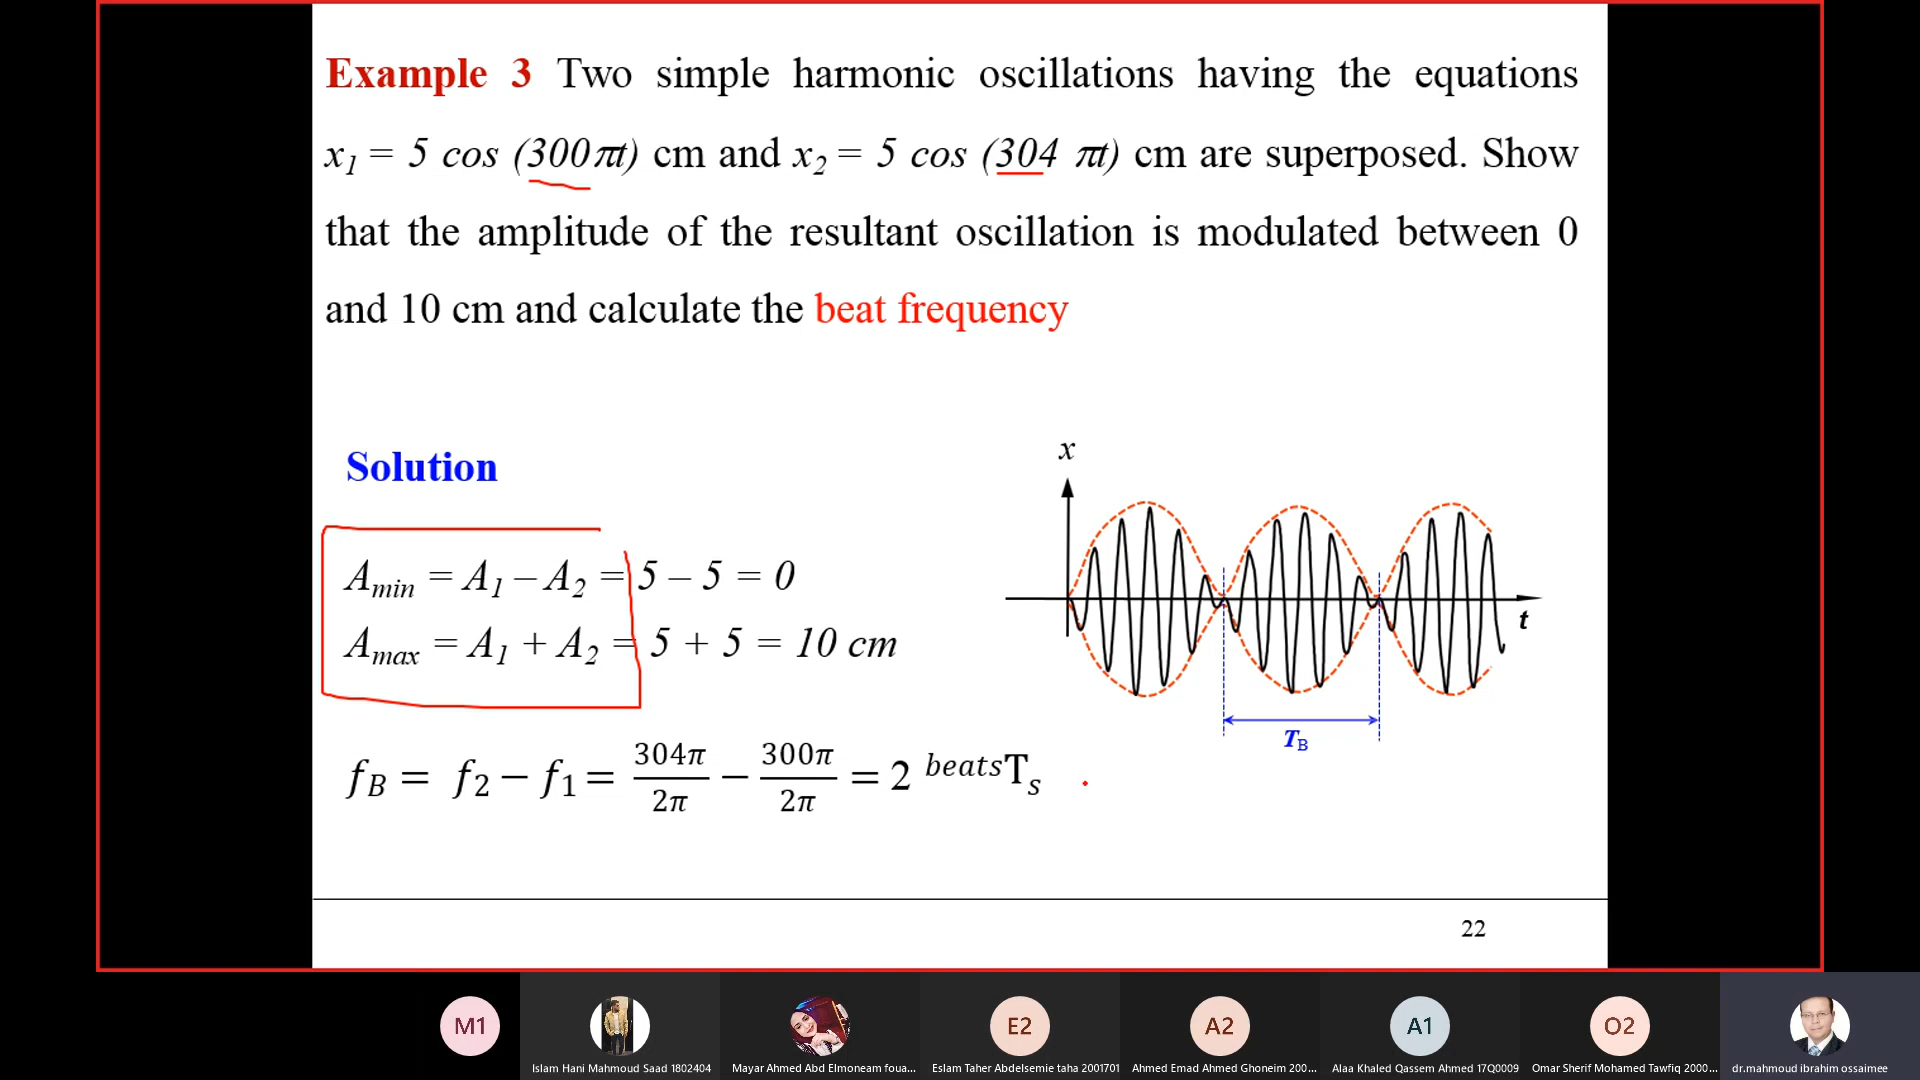 Example 3 Two simple harmonic oscillations having the equations
x₁ = 5 cos (300πt) cm and x₂ = 5 cos (304 πt) cm are superposed. Show
that the amplitude of the resultant oscillation is modulated between 0
and 10 cm and calculate the beat frequency
Solution
A_min = A₁ – A₂ = 5 – 5 = 0
A_max = A₁ + A₂ = 5 + 5 = 10 cm
f_B = f₂ − f₁ = 304π/2π − 300π/2π = 2 beatsT_s
x
t
T_B
22
M1
E2
A2
A1
O2
Islam Hani Mahmoud Saad 1802404
Mayar Ahmed Abd Elmoneam foua...
Eslam Taher Abdelsemie taha 2001701
Ahmed Emad Ahmed Ghoneim 200...
Alaa Khaled Qassem Ahmed 17Q0009
Omar Sherif Mohamed Tawfiq 2000...
dr.mahmoud ibrahim ossaimee